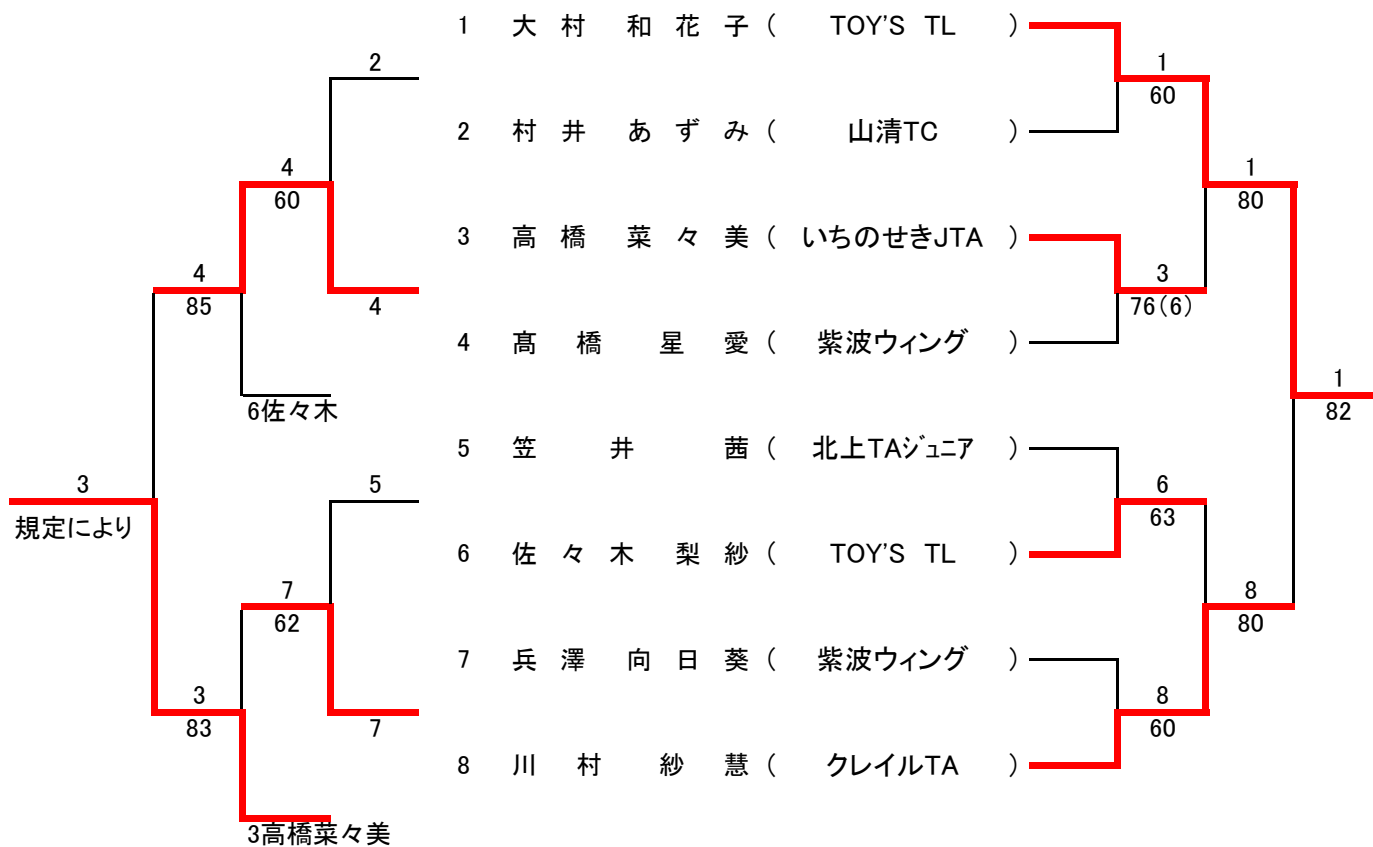 1 大村 和花子 ( TOY'S TL )
2
1
60
2 村井 あずみ ( 山清TC )
4
60
1
80
3 高橋 菜々美 ( いちのせきJTA )
4
85
4
3
76(6)
4 髙橋 星愛 ( 紫波ウィング )
6佐々木
1
82
5 笠井 茜 ( 北上TAジュニア )
3
規定により
5
6
63
6 佐々木 梨紗 ( TOY'S TL )
7
62
8
80
7 兵澤 向日葵 ( 紫波ウィング )
3
83
7
8
60
8 川村 紗慧 ( クレイルTA )
3高橋菜々美